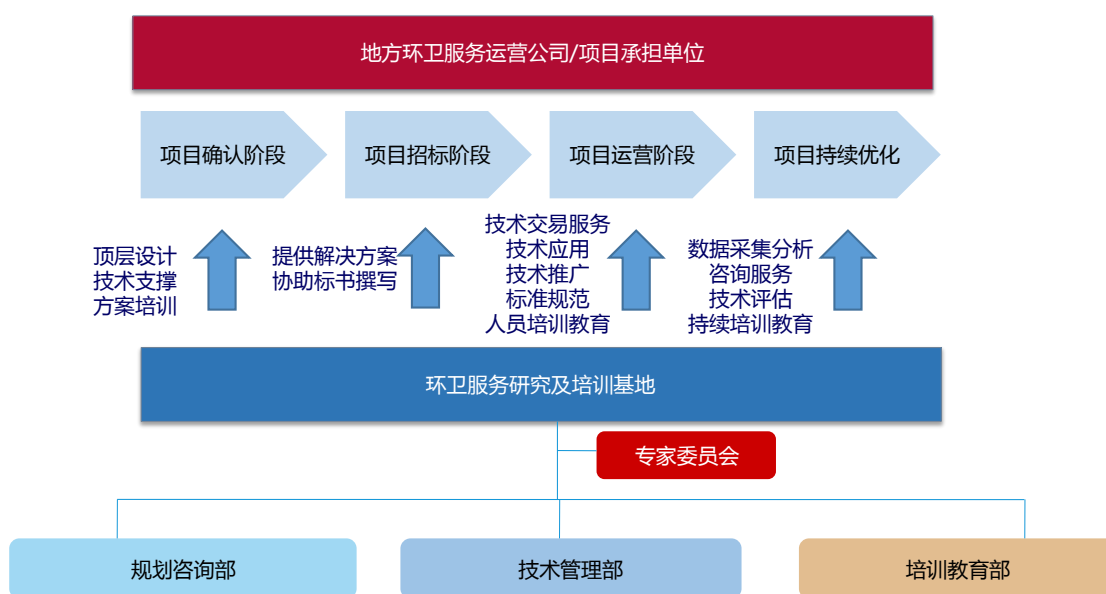 地方环卫服务运营公司/项目承担单位
项目确认阶段
项目招标阶段
项目运营阶段
项目持续优化
顶层设计
技术支撑
方案培训
提供解决方案
协助标书撰写
技术交易服务
技术应用
技术推广
标准规范
人员培训教育
数据采集分析
咨询服务
技术评估
持续培训教育
环卫服务研究及培训基地
专家委员会
规划咨询部
技术管理部
培训教育部